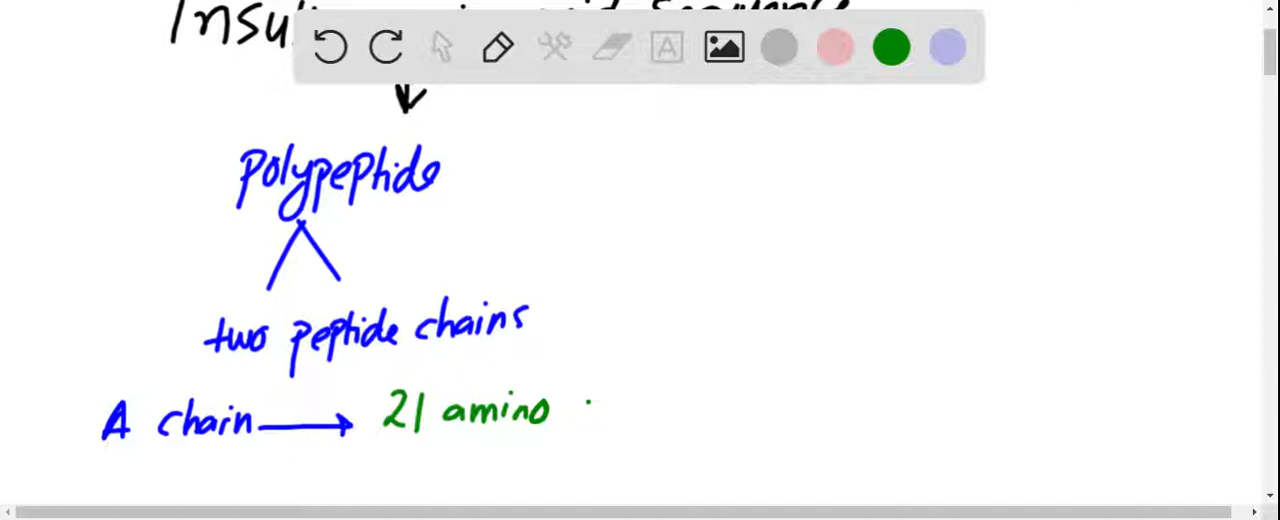 Polypeptide
two peptide chains
A chain → 21 amino